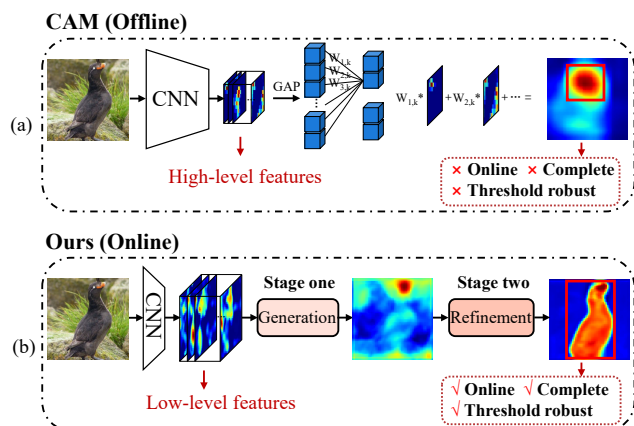 CAM (Offline)
(a)
CNN
GAP
W1,k
W2,k
W3,k
W1,k* +W2,k* +··· =
High-level features
× Online × Complete
× Threshold robust
Ours (Online)
(b)
CNN
Stage one
Generation
Stage two
Refinement
Low-level features
√ Online √ Complete
√ Threshold robust